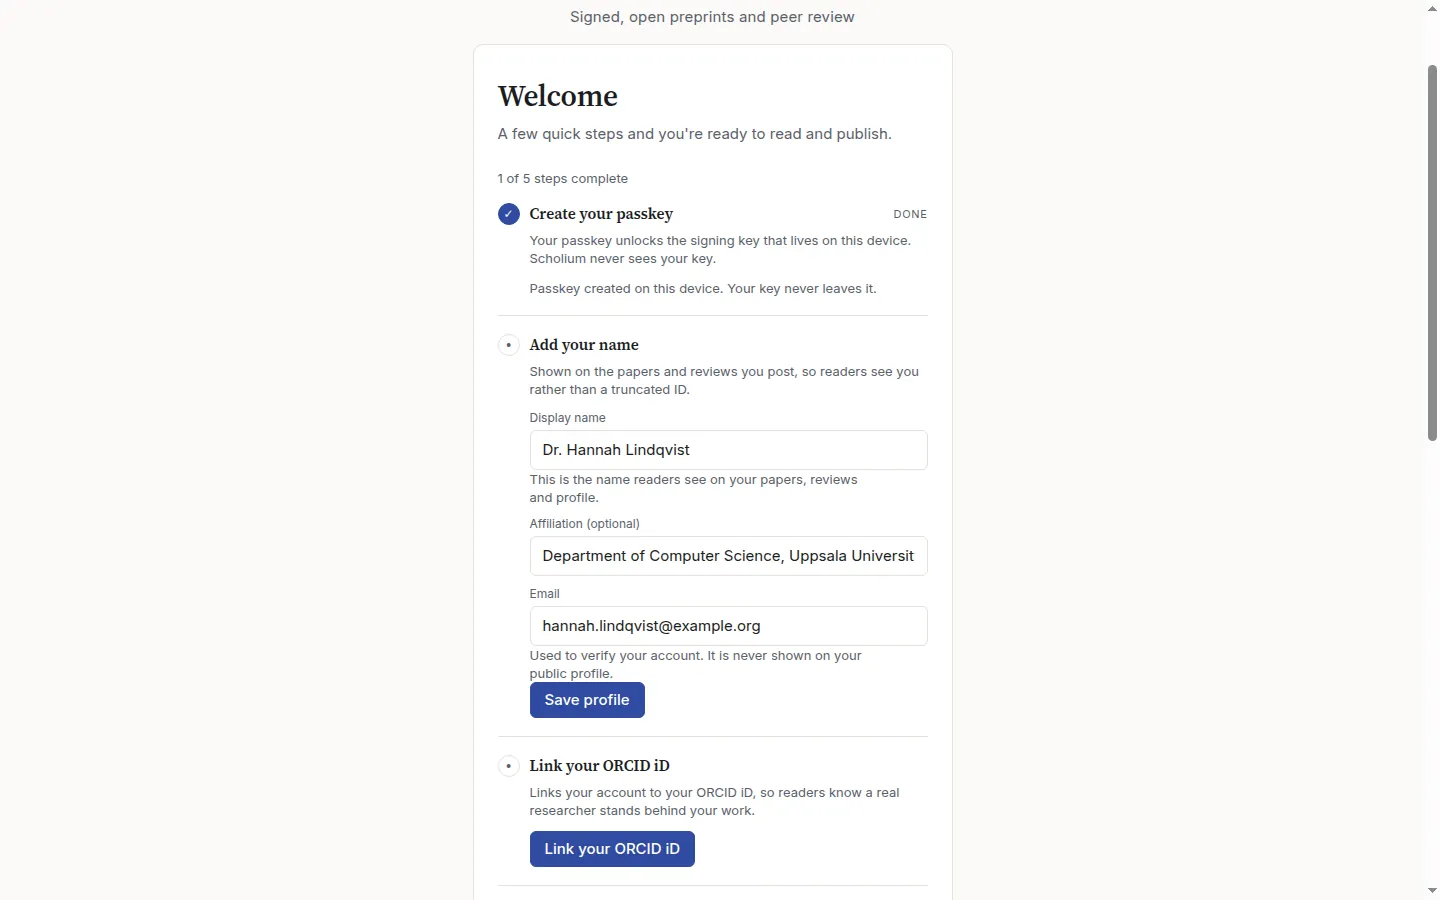 Signed, open preprints and peer review
Welcome
A few quick steps and you're ready to read and publish.
1 of 5 steps complete
✓ Create your passkey DONE
Your passkey unlocks the signing key that lives on this device.
Scholium never sees your key.
Passkey created on this device. Your key never leaves it.
• Add your name
Shown on the papers and reviews you post, so readers see you
rather than a truncated ID.
Display name
Dr. Hannah Lindqvist
This is the name readers see on your papers, reviews
and profile.
Affiliation (optional)
Department of Computer Science, Uppsala Universit
Email
hannah.lindqvist@example.org
Used to verify your account. It is never shown on your
public profile.
Save profile
• Link your ORCID iD
Links your account to your ORCID iD, so readers know a real
researcher stands behind your work.
Link your ORCID iD